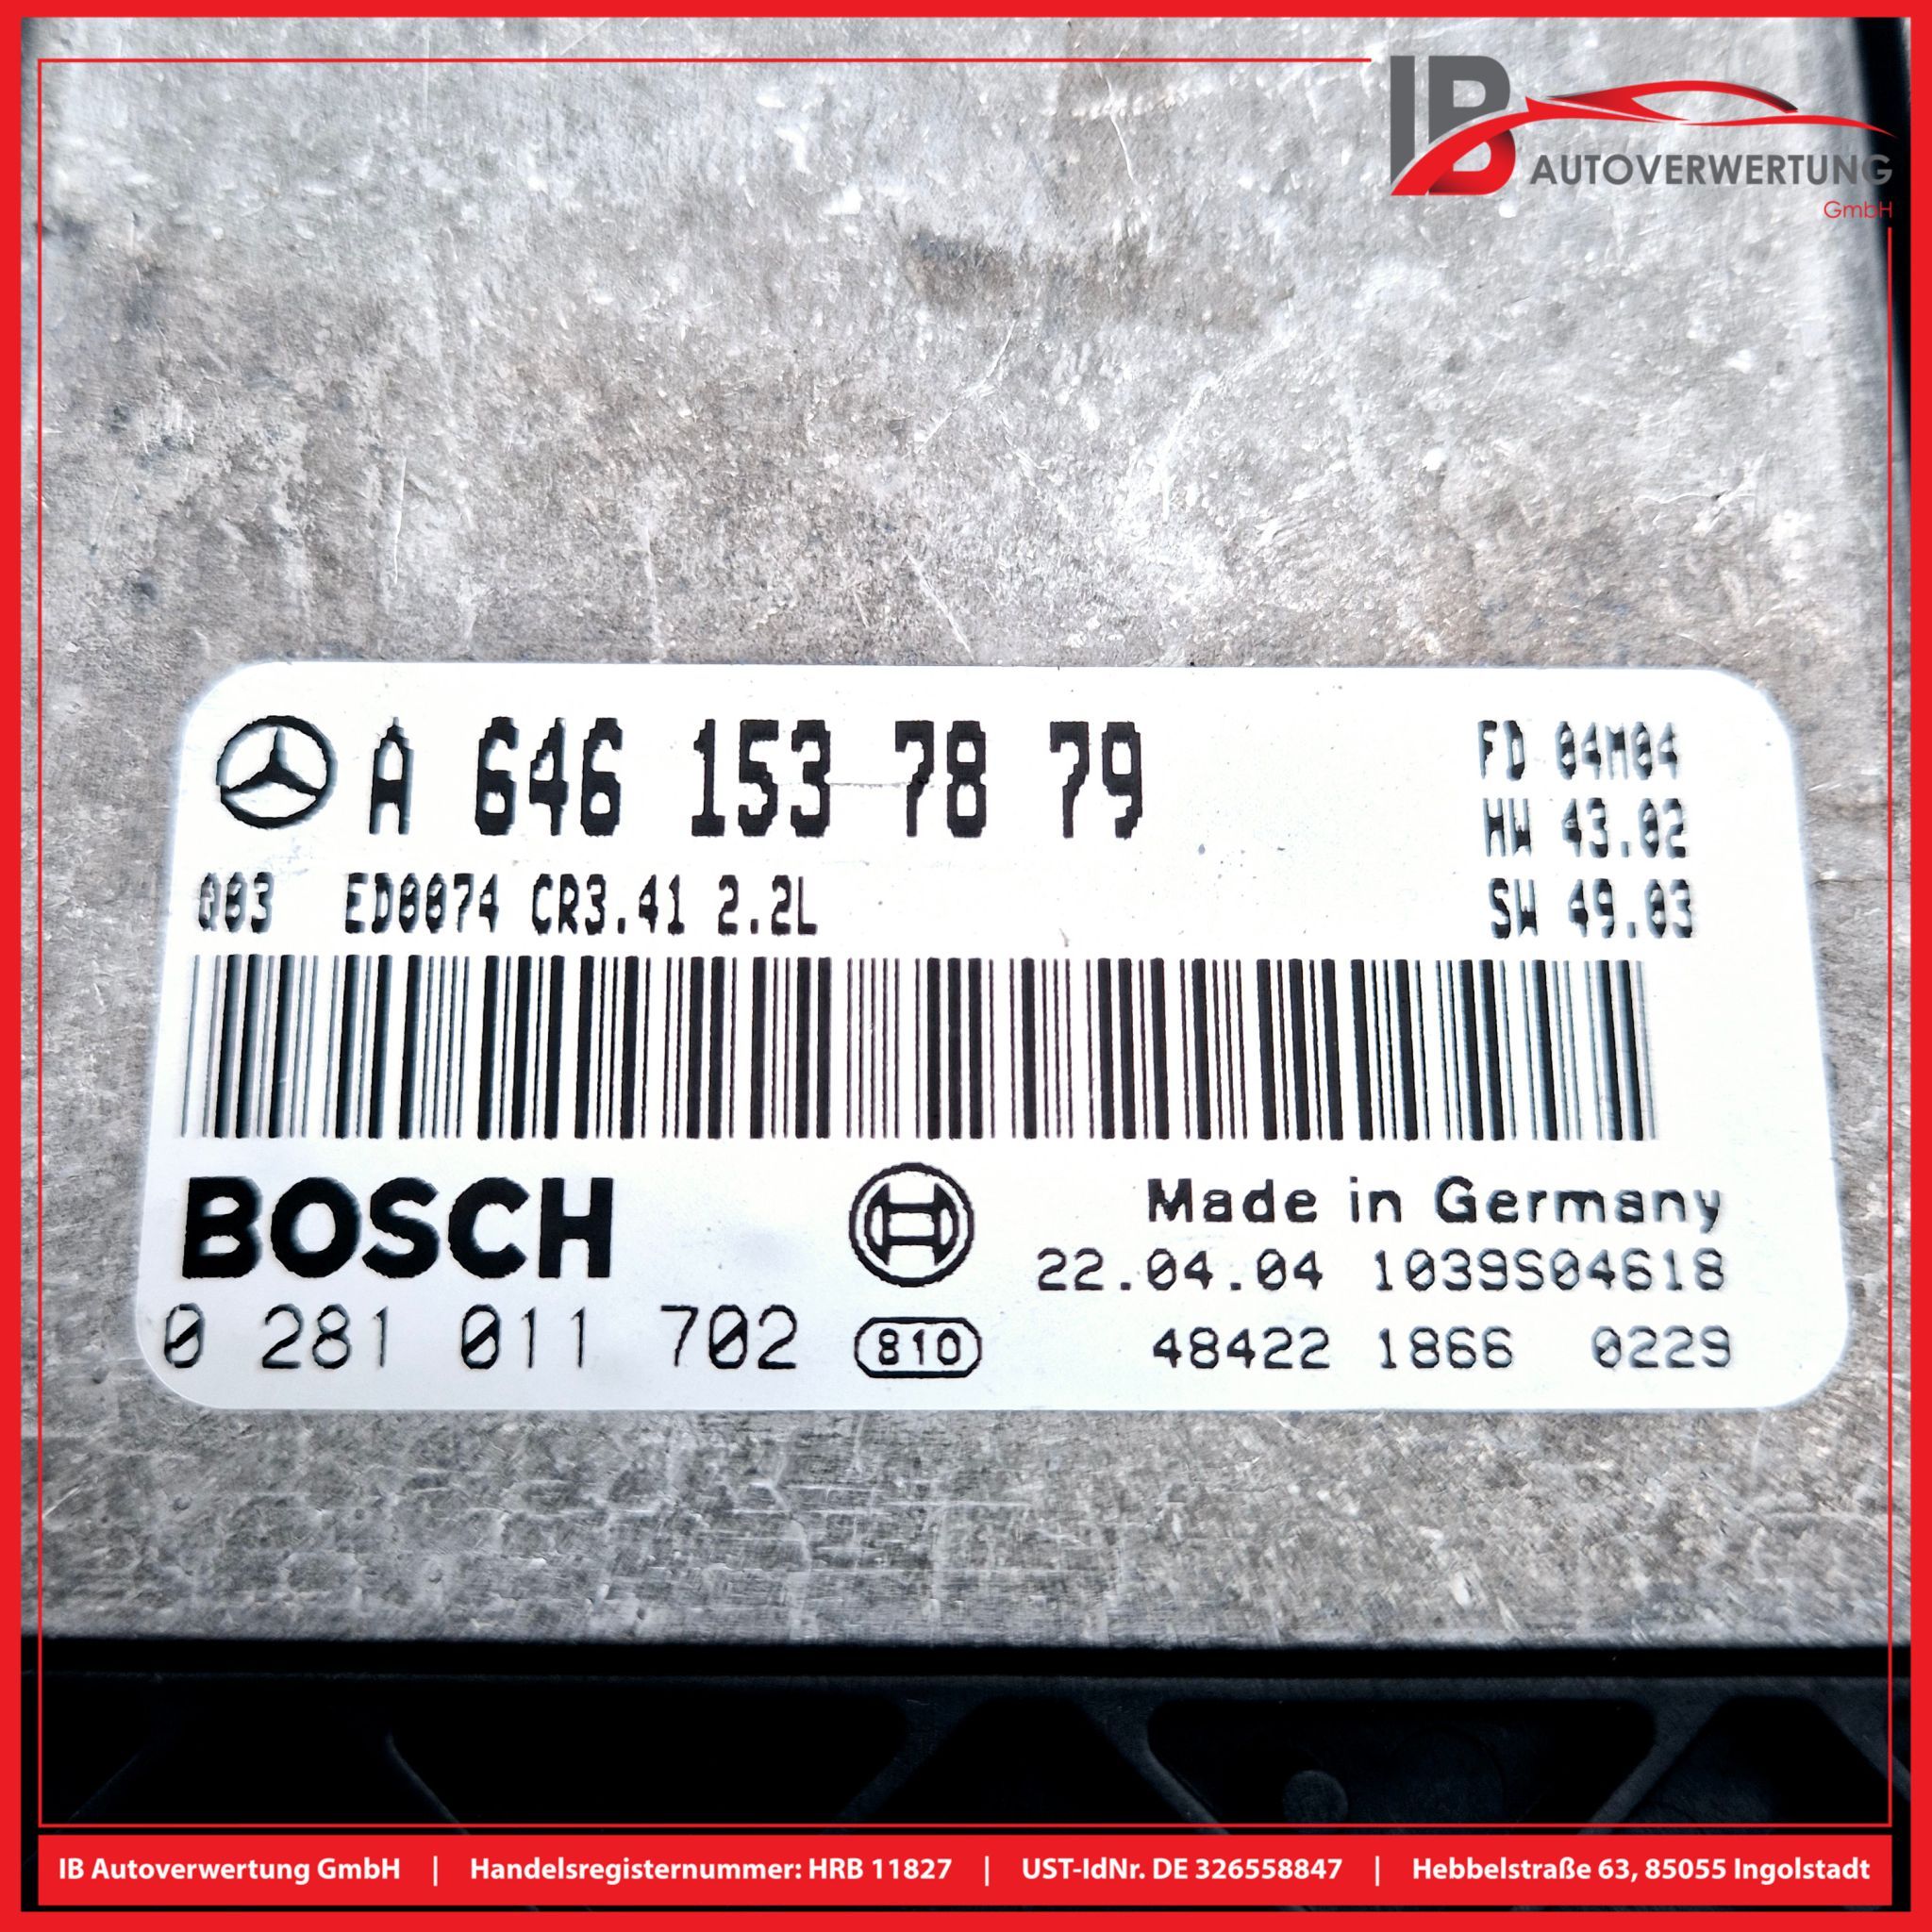 IB
AUTOVERWERTUNG
GmbH
A 646 153 78 79
FD 04M04
HW 43.02
Q03 ED0074 CR3.41 2.2L
SW 49.03
BOSCH
Made in Germany
22.04.04 1039S04618
0 281 011 702
810
48422 1866 0229
IB Autoverwertung GmbH | Handelsregisternummer: HRB 11827 | UST-IdNr. DE 326558847 | Hebbelstraße 63, 85055 Ingolstadt